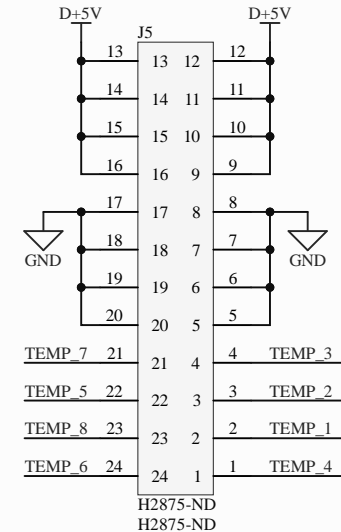 D+5V D+5V
J5
13 13 12 12
14 14 11 11
15 15 10 10
16 16 9 9
17 17 8 8
GND 18 18 7 7 GND
19 19 6 6
20 20 5 5
TEMP_7 21 21 4 4 TEMP_3
TEMP_5 22 22 3 3 TEMP_2
TEMP_8 23 23 2 2 TEMP_1
TEMP_6 24 24 1 1 TEMP_4
H2875-ND
H2875-ND